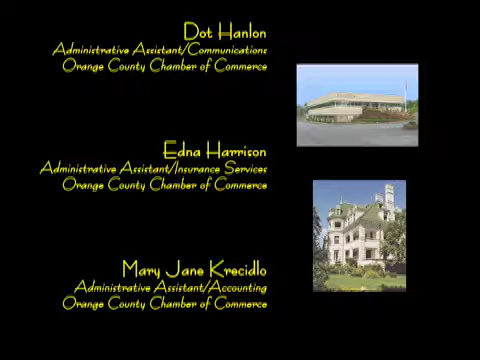 Dot Hanlon
Administrative Assistant/Communications
Orange County Chamber of Commerce
Edna Harrison
Administrative Assistant/Insurance Services
Orange County Chamber of Commerce
Mary Jane Krecidlo
Administrative Assistant/Accounting
Orange County Chamber of Commerce